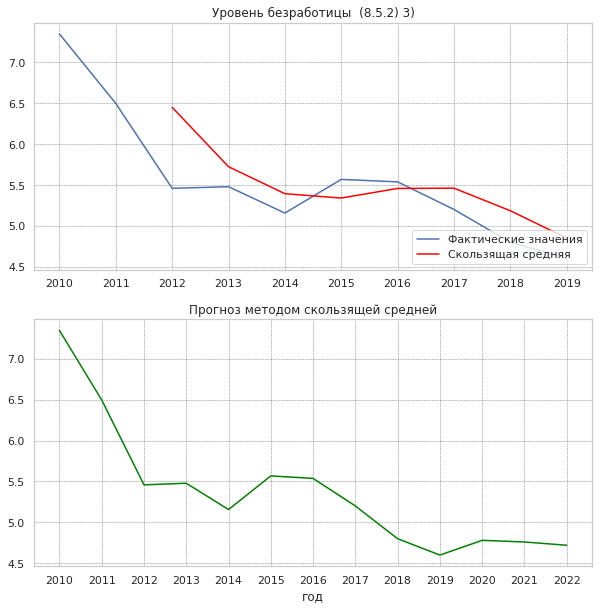 Уровень безработицы (8.5.2) 3)
7.0
6.5
6.0
5.5
5.0
4.5
Фактические значения
Скользящая средняя
2010 2011 2012 2013 2014 2015 2016 2017 2018 2019
Прогноз методом скользящей средней
7.0
6.5
6.0
5.5
5.0
4.5
2010 2011 2012 2013 2014 2015 2016 2017 2018 2019 2020 2021 2022
год